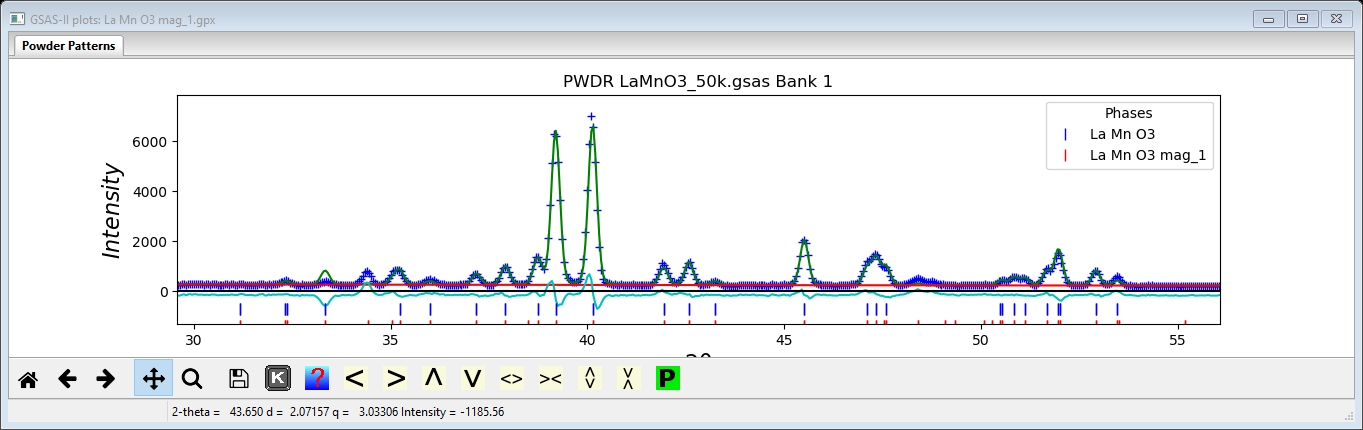 GSAS-II plots: La Mn O3 mag_1.gpx
Powder Patterns
PWDR LaMnO3_50k.gsas Bank 1
Phases
La Mn O3
La Mn O3 mag_1
Intensity
6000
4000
2000
0
30 35 40 45 50 55
K ? < > <> >< P
2-theta = 43.650 d = 2.07157 q = 3.03306 Intensity = -1185.56